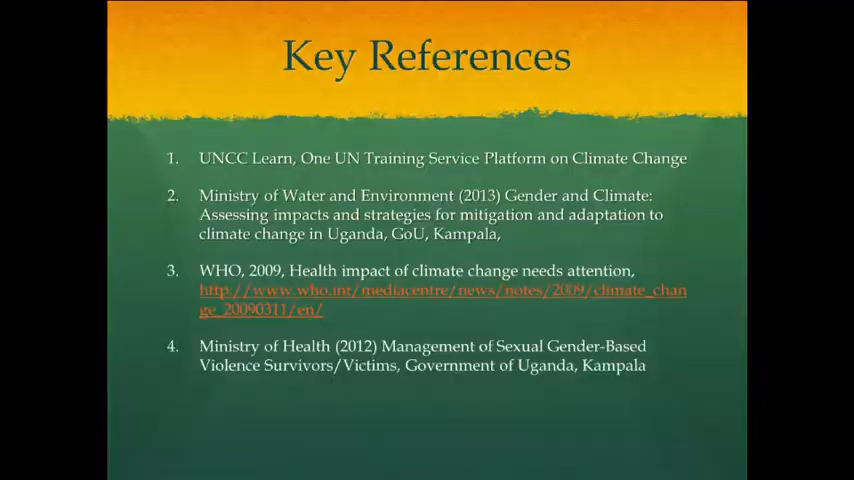 Key References
1. UNCC Learn, One UN Training Service Platform on Climate Change
2. Ministry of Water and Environment (2013) Gender and Climate:
Assessing impacts and strategies for mitigation and adaptation to
climate change in Uganda, GoU, Kampala,
3. WHO, 2009, Health impact of climate change needs attention,
http://www.who.int/mediacentre/news/notes/2009/climate_chan
ge_20090311/en/
4. Ministry of Health (2012) Management of Sexual Gender-Based
Violence Survivors/Victims, Government of Uganda, Kampala